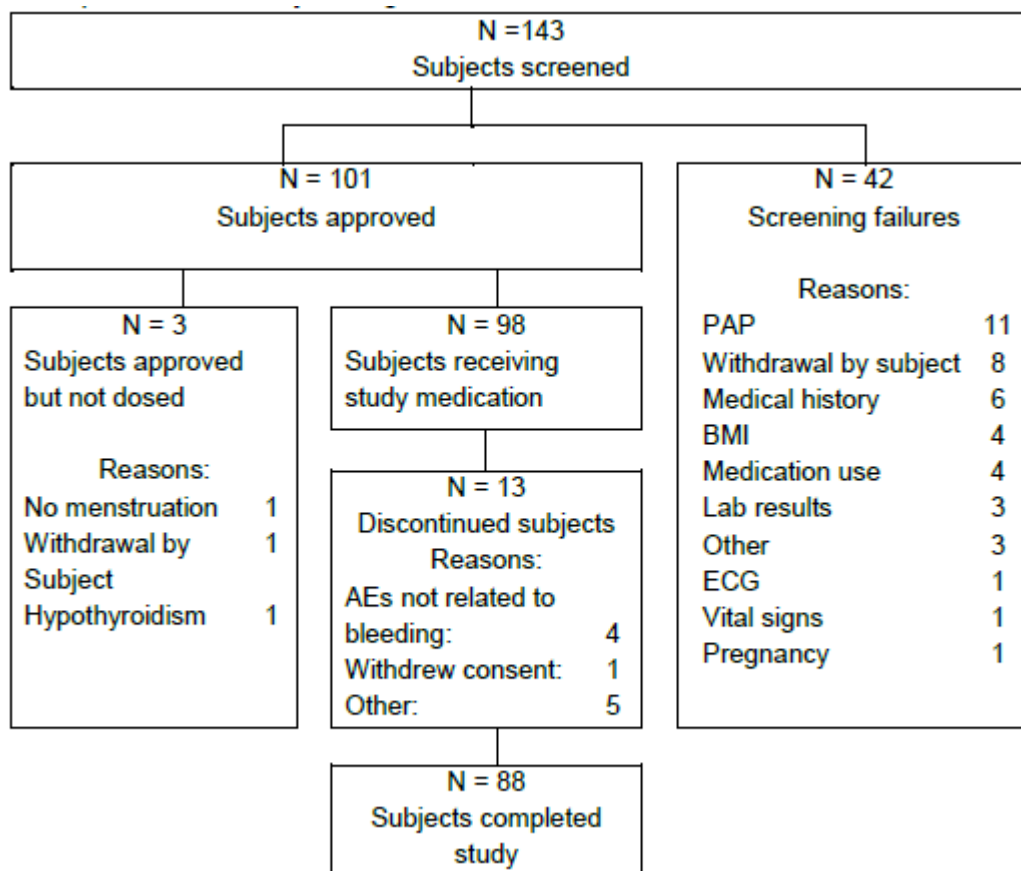 N =143
Subjects screened
N = 101
Subjects approved
N = 42
Screening failures
Reasons:
PAP 11
Withdrawal by subject 8
Medical history 6
BMI 4
Medication use 4
Lab results 3
Other 3
ECG 1
Vital signs 1
Pregnancy 1
N = 3
Subjects approved
but not dosed
Reasons:
No menstruation 1
Withdrawal by 1
Subject
Hypothyroidism 1
N = 98
Subjects receiving
study medication
N = 13
Discontinued subjects
Reasons:
AEs not related to
bleeding: 4
Withdrew consent: 1
Other: 5
N = 88
Subjects completed
study